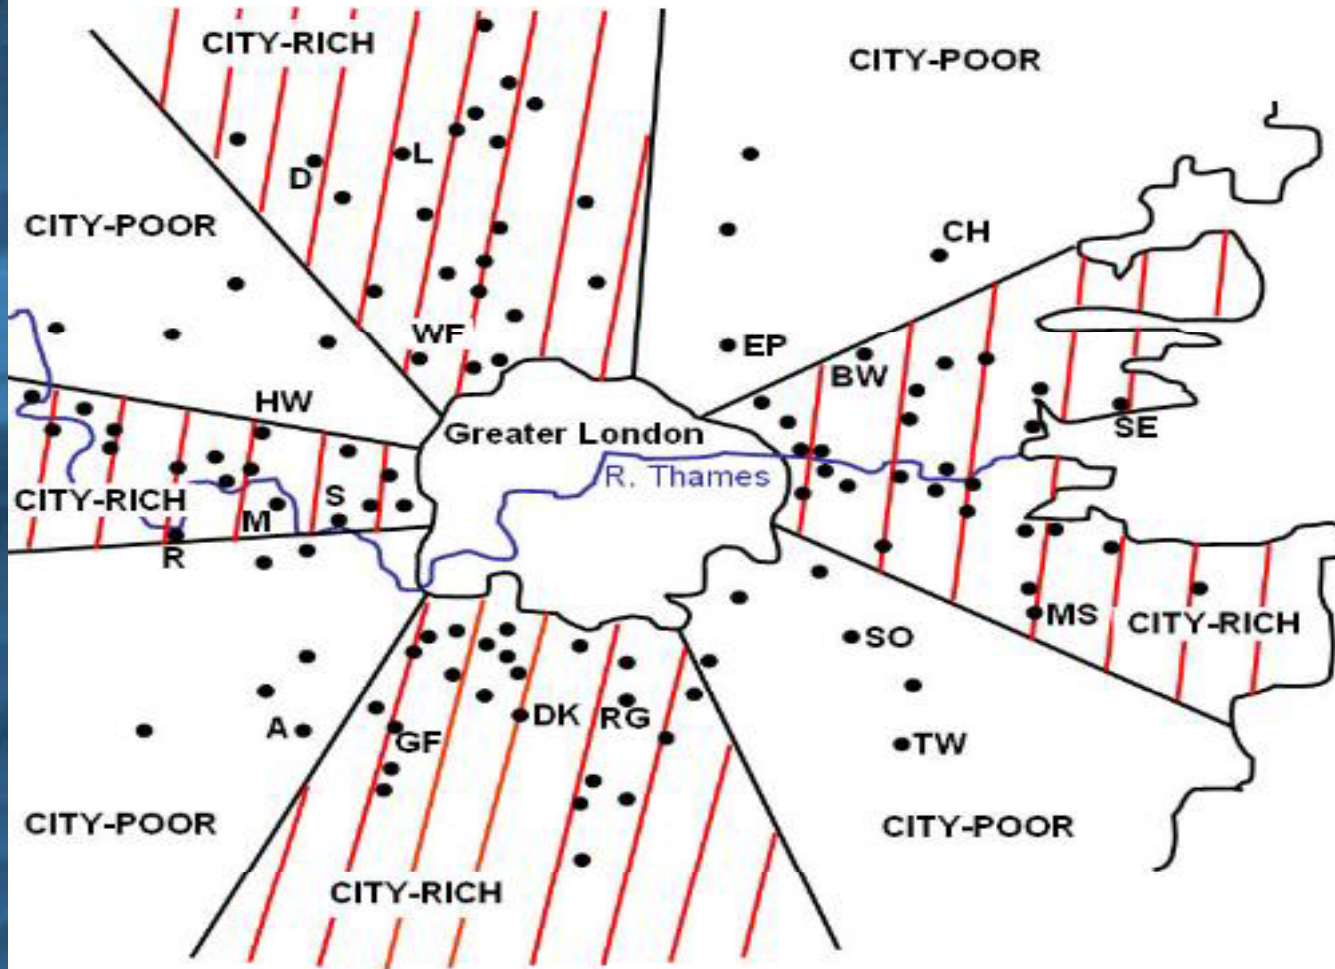 CITY-RICH
CITY-POOR
L
D
CITY-POOR
CH
WF
EP
BW
HW
SE
Greater London
R. Thames
CITY-RICH
S
M
R
MS
CITY-RICH
SO
A
GF
DK
RG
TW
CITY-POOR
CITY-POOR
CITY-RICH